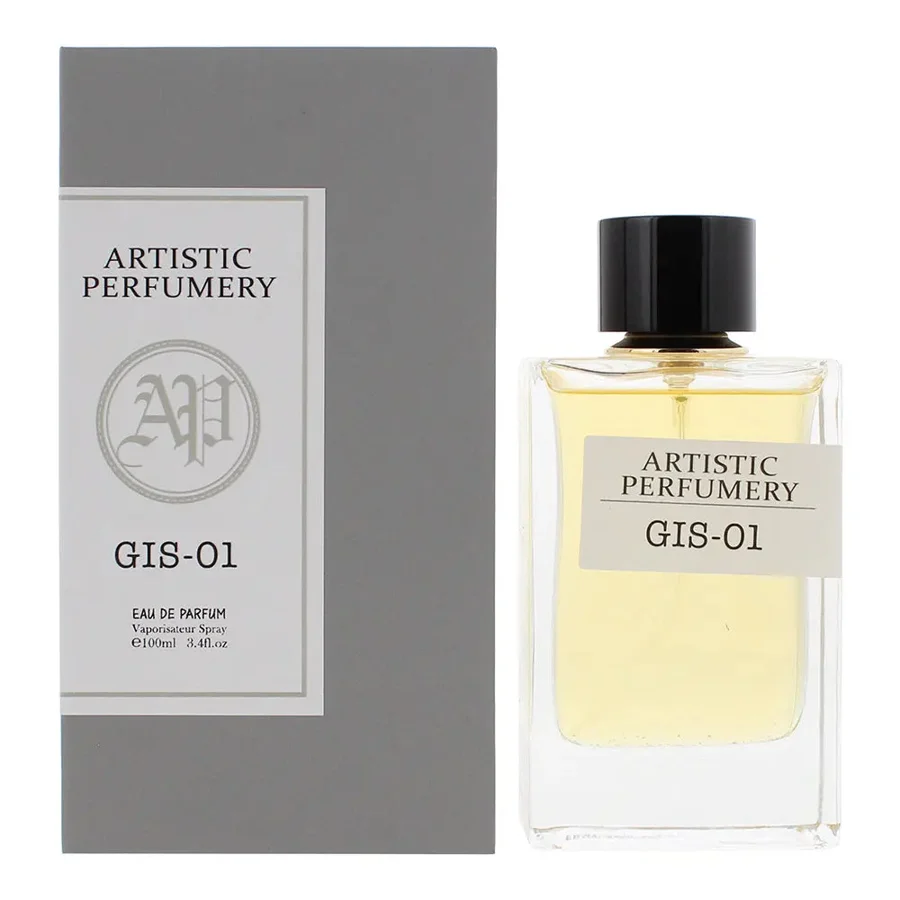 ARTISTIC
PERFUMERY
AP
GIS-01
EAU DE PARFUM
Vaporisateur Spray
℮100ml 3.4fl.oz
ARTISTIC
PERFUMERY
GIS-01